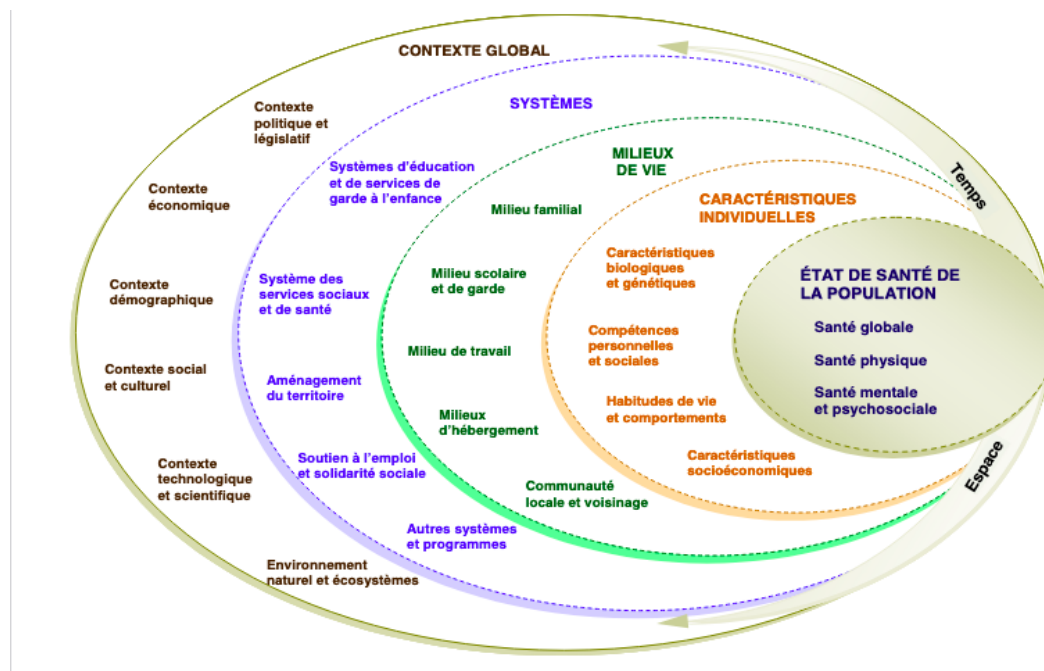 CONTEXTE GLOBAL
Contexte
politique et
législatif
Contexte
économique
Contexte
démographique
Contexte social
et culturel
Contexte
technologique
et scientifique
Environnement
naturel et écosystèmes
SYSTÈMES
Systèmes d'éducation
et de services de
garde à l'enfance
Système des
services sociaux
et de santé
Aménagement
du territoire
Soutien à l'emploi
et solidarité sociale
Autres systèmes
et programmes
MILIEUX
DE VIE
Milieu familial
Milieu scolaire
et de garde
Milieu de travail
Milieux
d'hébergement
Communauté
locale et voisinage
CARACTÉRISTIQUES
INDIVIDUELLES
Caractéristiques
biologiques
et génétiques
Compétences
personnelles
et sociales
Habitudes de vie
et comportements
Caractéristiques
socioéconomiques
ÉTAT DE SANTÉ DE
LA POPULATION
Santé globale
Santé physique
Santé mentale
et psychosociale
Temps
Espace